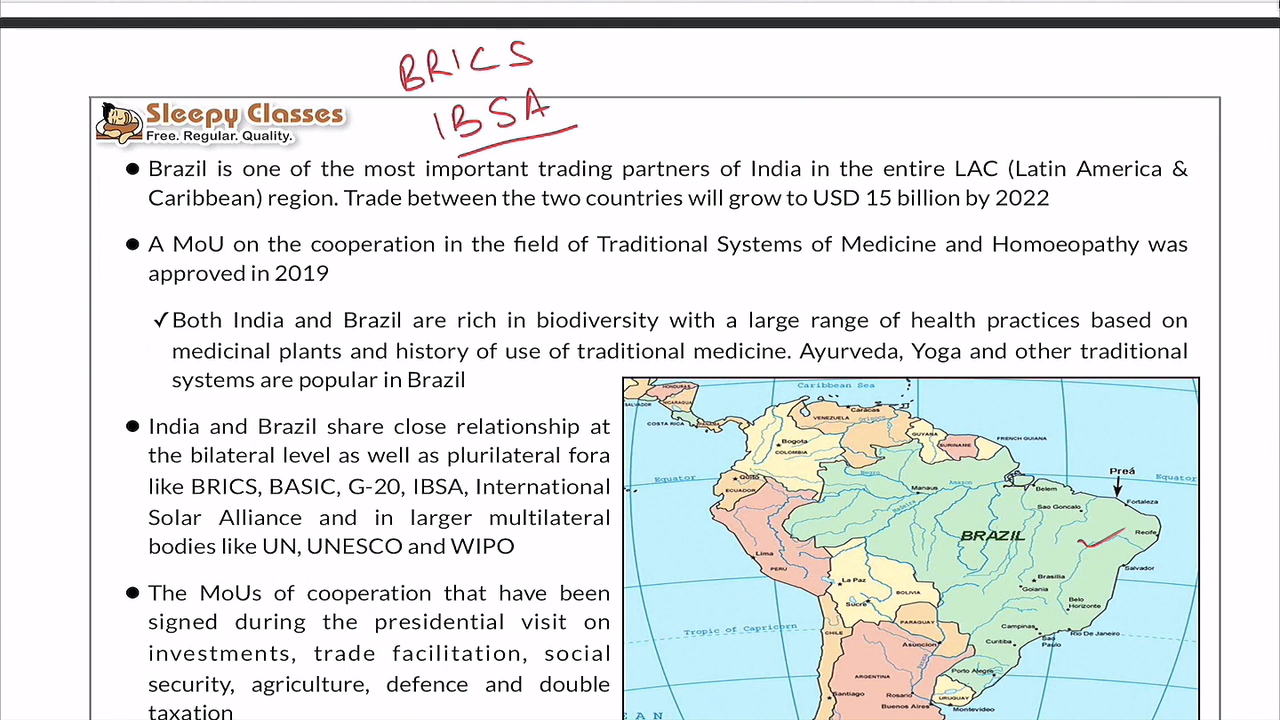 BRICS
IBSA
Sleepy Classes
Free. Regular. Quality.
● Brazil is one of the most important trading partners of India in the entire LAC (Latin America &
Caribbean) region. Trade between the two countries will grow to USD 15 billion by 2022
● A MoU on the cooperation in the field of Traditional Systems of Medicine and Homoeopathy was
approved in 2019
✓Both India and Brazil are rich in biodiversity with a large range of health practices based on
medicinal plants and history of use of traditional medicine. Ayurveda, Yoga and other traditional
systems are popular in Brazil
● India and Brazil share close relationship at
the bilateral level as well as plurilateral fora
like BRICS, BASIC, G-20, IBSA, International
Solar Alliance and in larger multilateral
bodies like UN, UNESCO and WIPO
● The MoUs of cooperation that have been
signed during the presidential visit on
investments, trade facilitation, social
security, agriculture, defence and double
taxation
Caribbean Sea
HONDURAS
NICARAGUA
COSTA RICA
Caracas
VENEZUELA
GUYANA
SURINAME
FRENCH GUIANA
Bogota
COLOMBIA
Equator
Quito
ECUADOR
Negro
Manaus
Amazon
Madeira
Belem
Preá
Equator
Sao Goncalo
Fortaleza
BRAZIL
Recife
Lima
PERU
Salvador
La Paz
BOLIVIA
Sucre
Brasilia
Goiania
Belo
Horizonte
Tropic of Capricorn
PARAGUAY
CHILE
Asuncion
Campinas
Rio De Janeiro
Sao
Paulo
Curitiba
Porto Alegre
ARGENTINA
Santiago
Rosario
URUGUAY
Buenos Aires
Montevideo